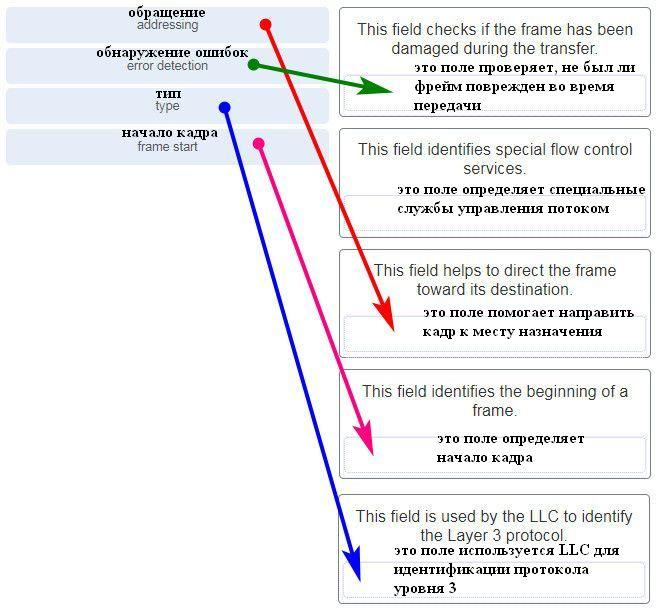 обращение
addressing
обнаружение ошибок
error detection
тип
type
начало кадра
frame start
This field checks if the frame has been
damaged during the transfer.
это поле проверяет, не был ли
фрейм поврежден во время
передачи
This field identifies special flow control
services.
это поле определяет специальные
службы управления потоком
This field helps to direct the frame
toward its destination.
это поле помогает направить
кадр к месту назначения
This field identifies the beginning of a
frame.
это поле определяет
начало кадра
This field is used by the LLC to identify
the Layer 3 protocol.
это поле используется LLC для
идентификации протокола
уровня 3